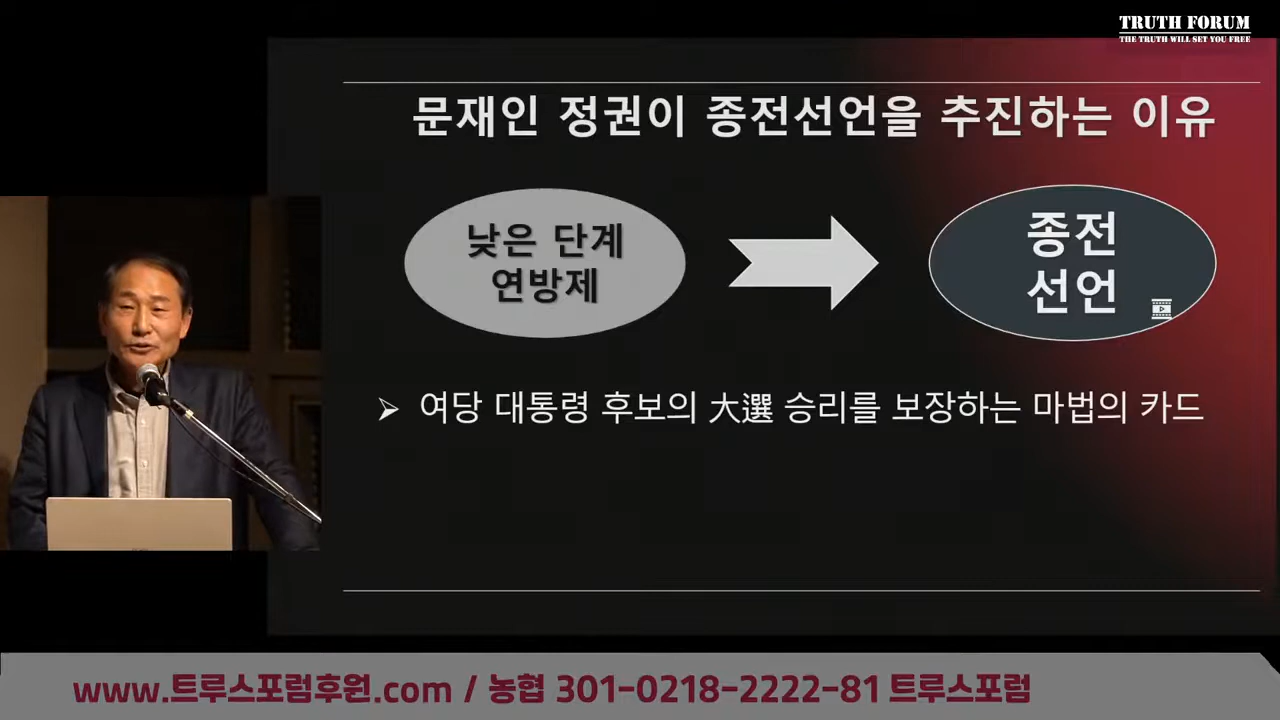 TRUTH FORUM
THE TRUTH WILL SET YOU FREE
문재인 정권이 종전선언을 추진하는 이유
낮은 단계
연방제
종전
선언
➢ 여당 대통령 후보의 大選 승리를 보장하는 마법의 카드
www.트루스포럼후원.com / 농협 301-0218-2222-81 트루스포럼